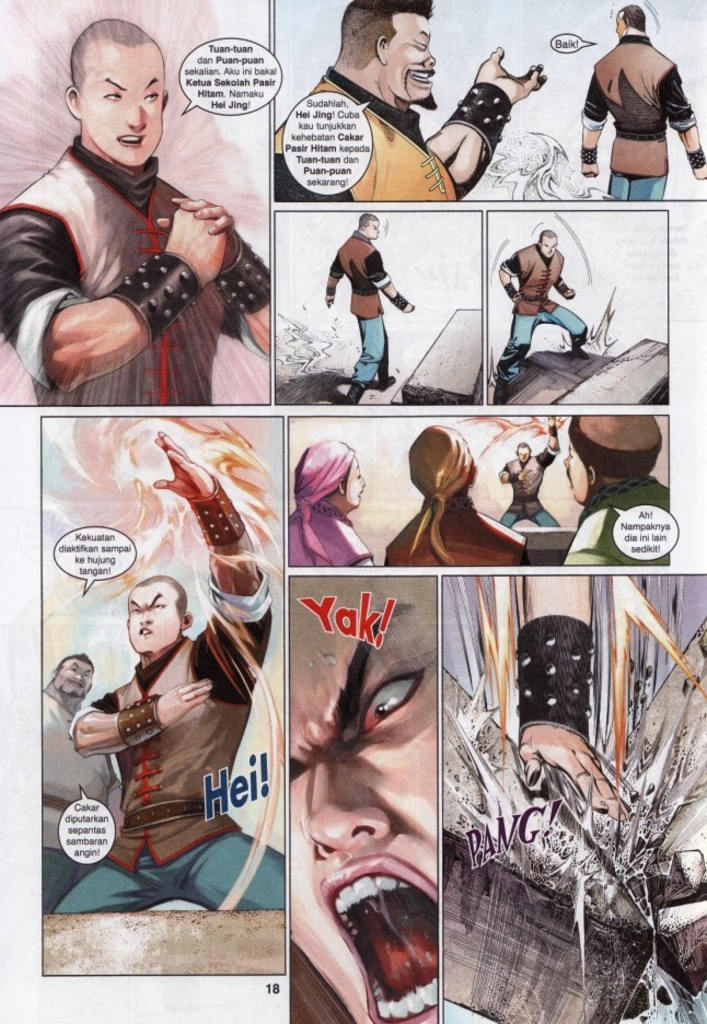 Tuan-tuan
dan Puan-puan
sekalian. Aku ini bakal
Ketua Sekolah Pasir
Hitam. Namaku
Hei Jing!
Sudahlah,
Hei Jing! Cuba
kau tunjukkan
kehebatan Cakar
Pasir Hitam kepada
Tuan-tuan dan
Puan-puan
sekarang!
Baik!
Kekuatan
diaktifkan sampai
ke hujung
tangan!
Hei!
Cakar
diputarkan
sepantas
sambaran
angin!
Ah!
Nampaknya
dia ini lain
sedikit!
Yak!
PANG!
18